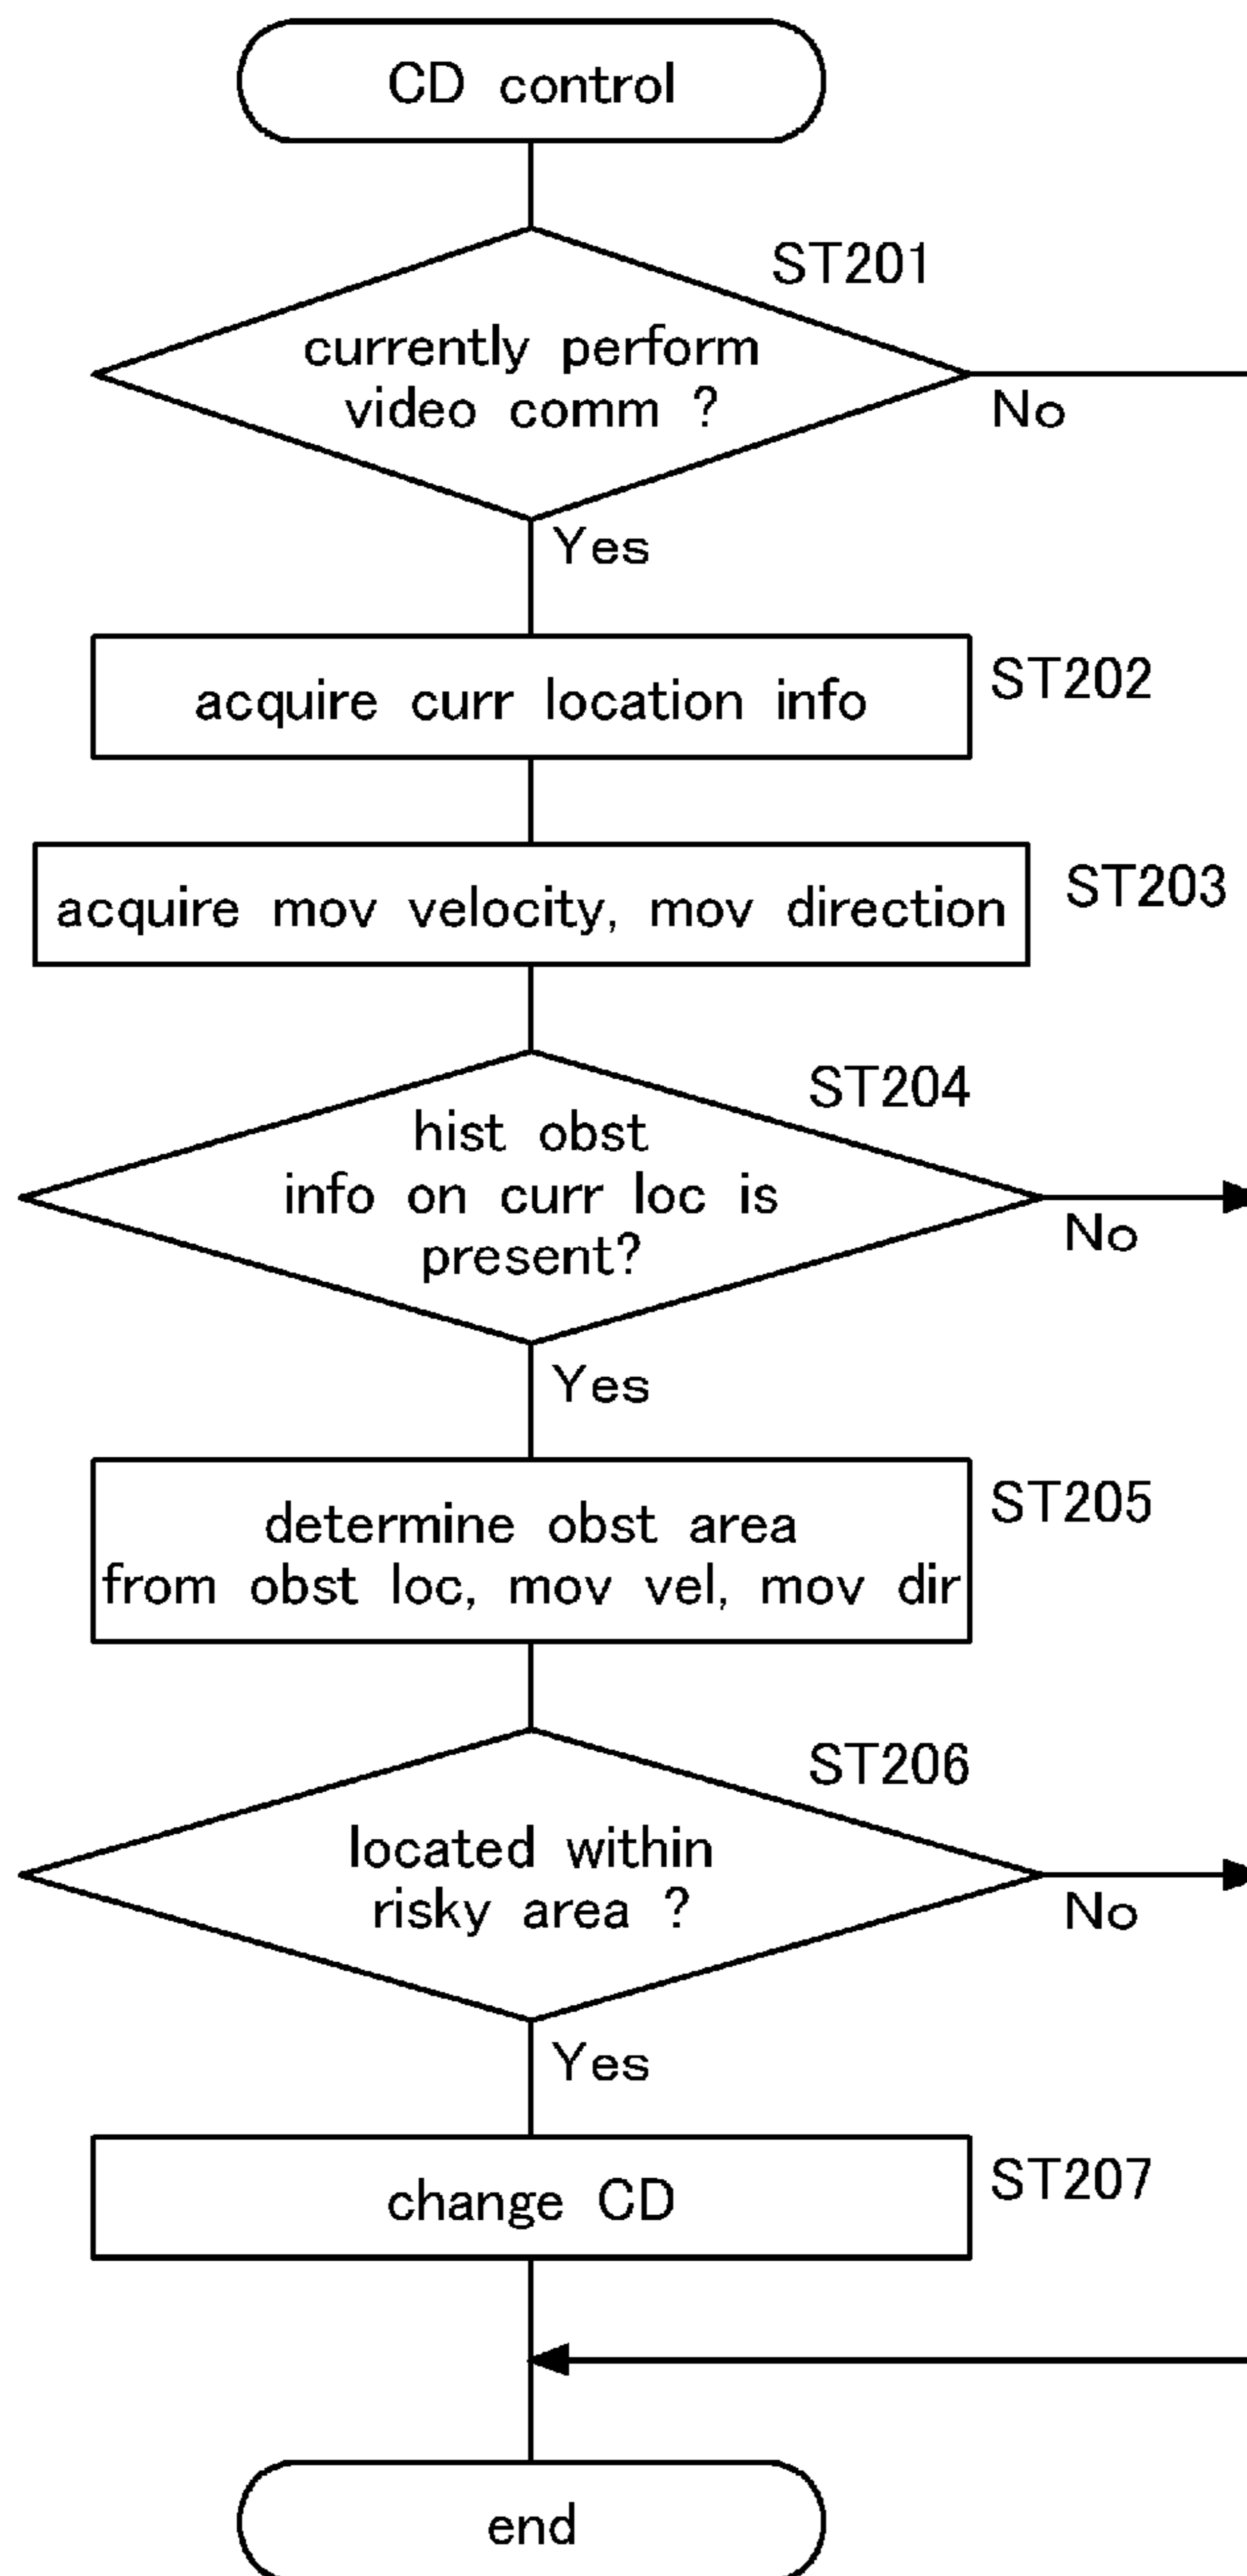 CD control
ST201
currently perform
video comm ?
No
Yes
acquire curr location info
ST202
acquire mov velocity, mov direction
ST203
ST204
hist obst
info on curr loc is
present?
No
Yes
determine obst area
from obst loc, mov vel, mov dir
ST205
ST206
located within
risky area ?
No
Yes
change CD
ST207
end